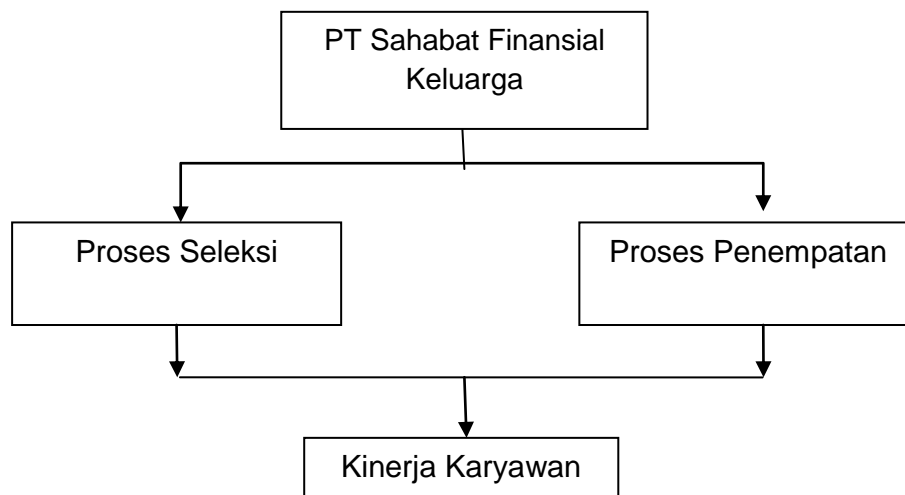 PT Sahabat Finansial
Keluarga
Proses Seleksi
Proses Penempatan
Kinerja Karyawan